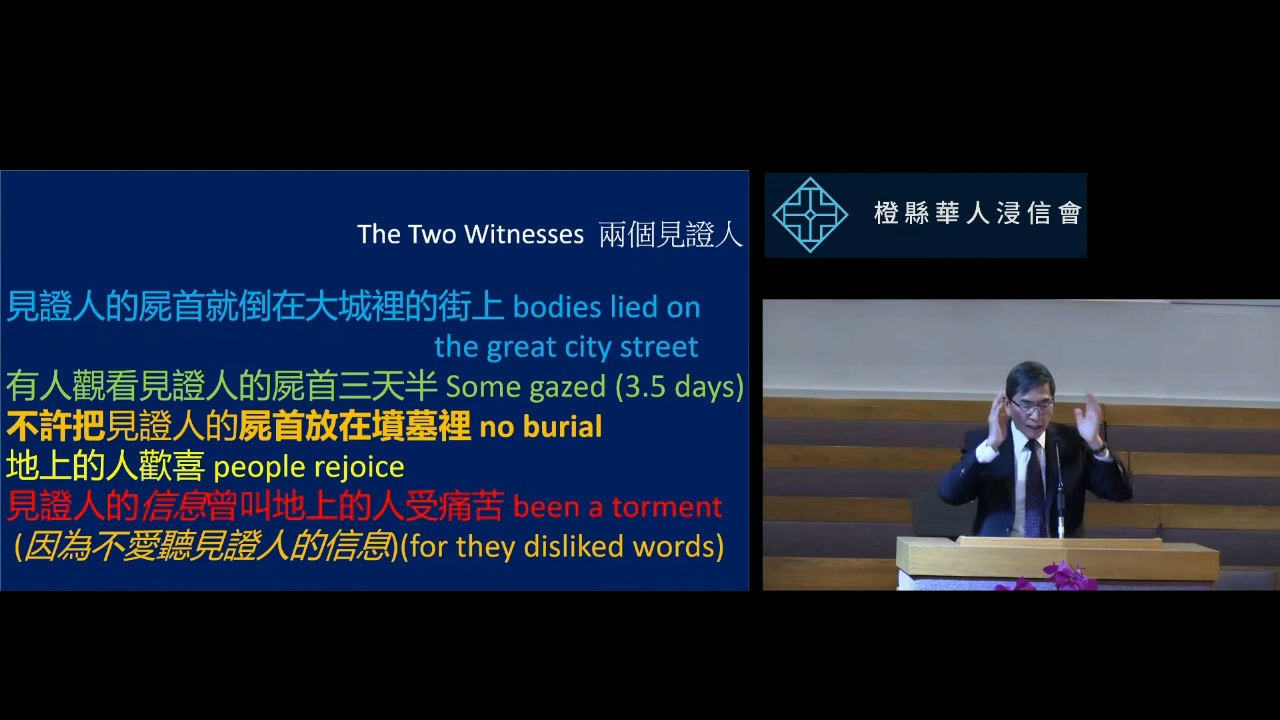 The Two Witnesses 兩個見證人
見證人的屍首就倒在大城裡的街上 bodies lied on
the great city street
有人觀看見證人的屍首三天半 Some gazed (3.5 days)
不許把見證人的屍首放在墳墓裡 no burial
地上的人歡喜 people rejoice
見證人的信息曾叫地上的人受痛苦 been a torment
(因為不愛聽見證人的信息)(for they disliked words)
橙縣華人浸信會